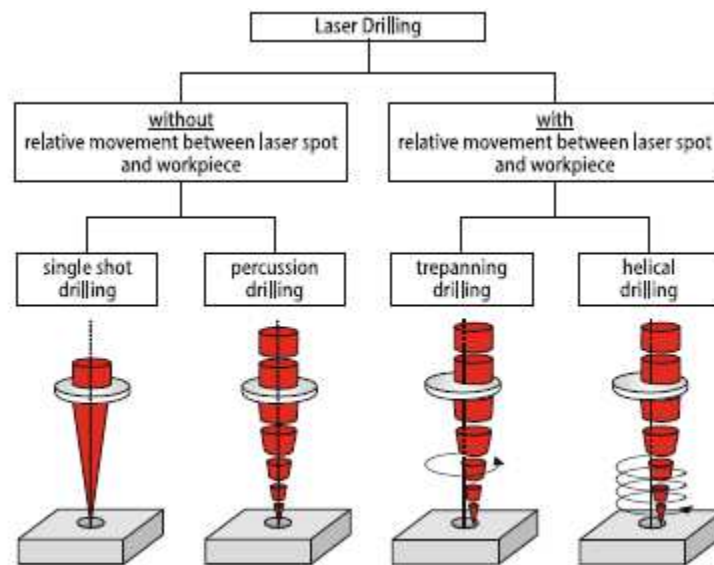 Laser Drilling
without
relative movement between laser spot
and workpiece
with
relative movement between laser spot
and workpiece
single shot
drilling
percussion
drilling
trepanning
drilling
helical
drilling